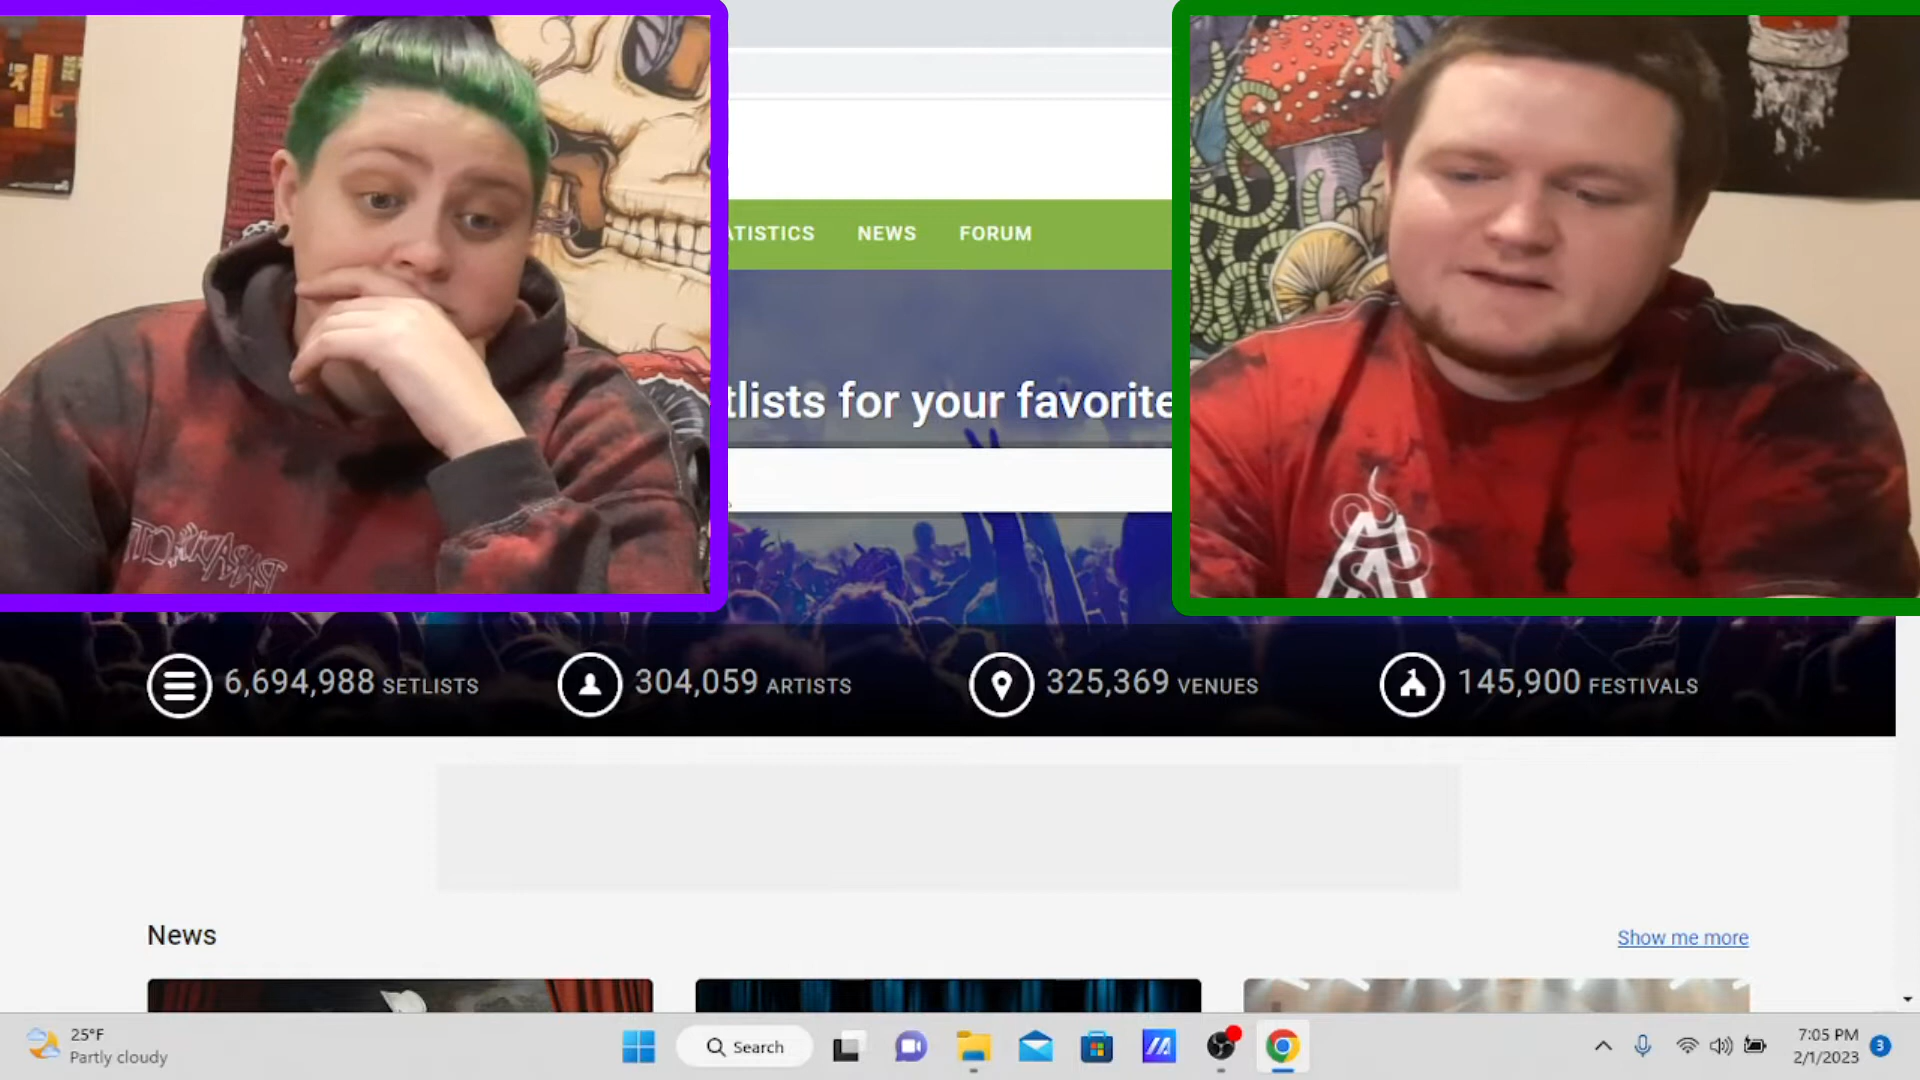 ATISTICS NEWS FORUM
tlists for your favorite
6,694,988 SETLISTS 304,059 ARTISTS 325,369 VENUES 145,900 FESTIVALS
News Show me more
25°F
Partly cloudy
Search
7:05 PM
2/1/2023
3